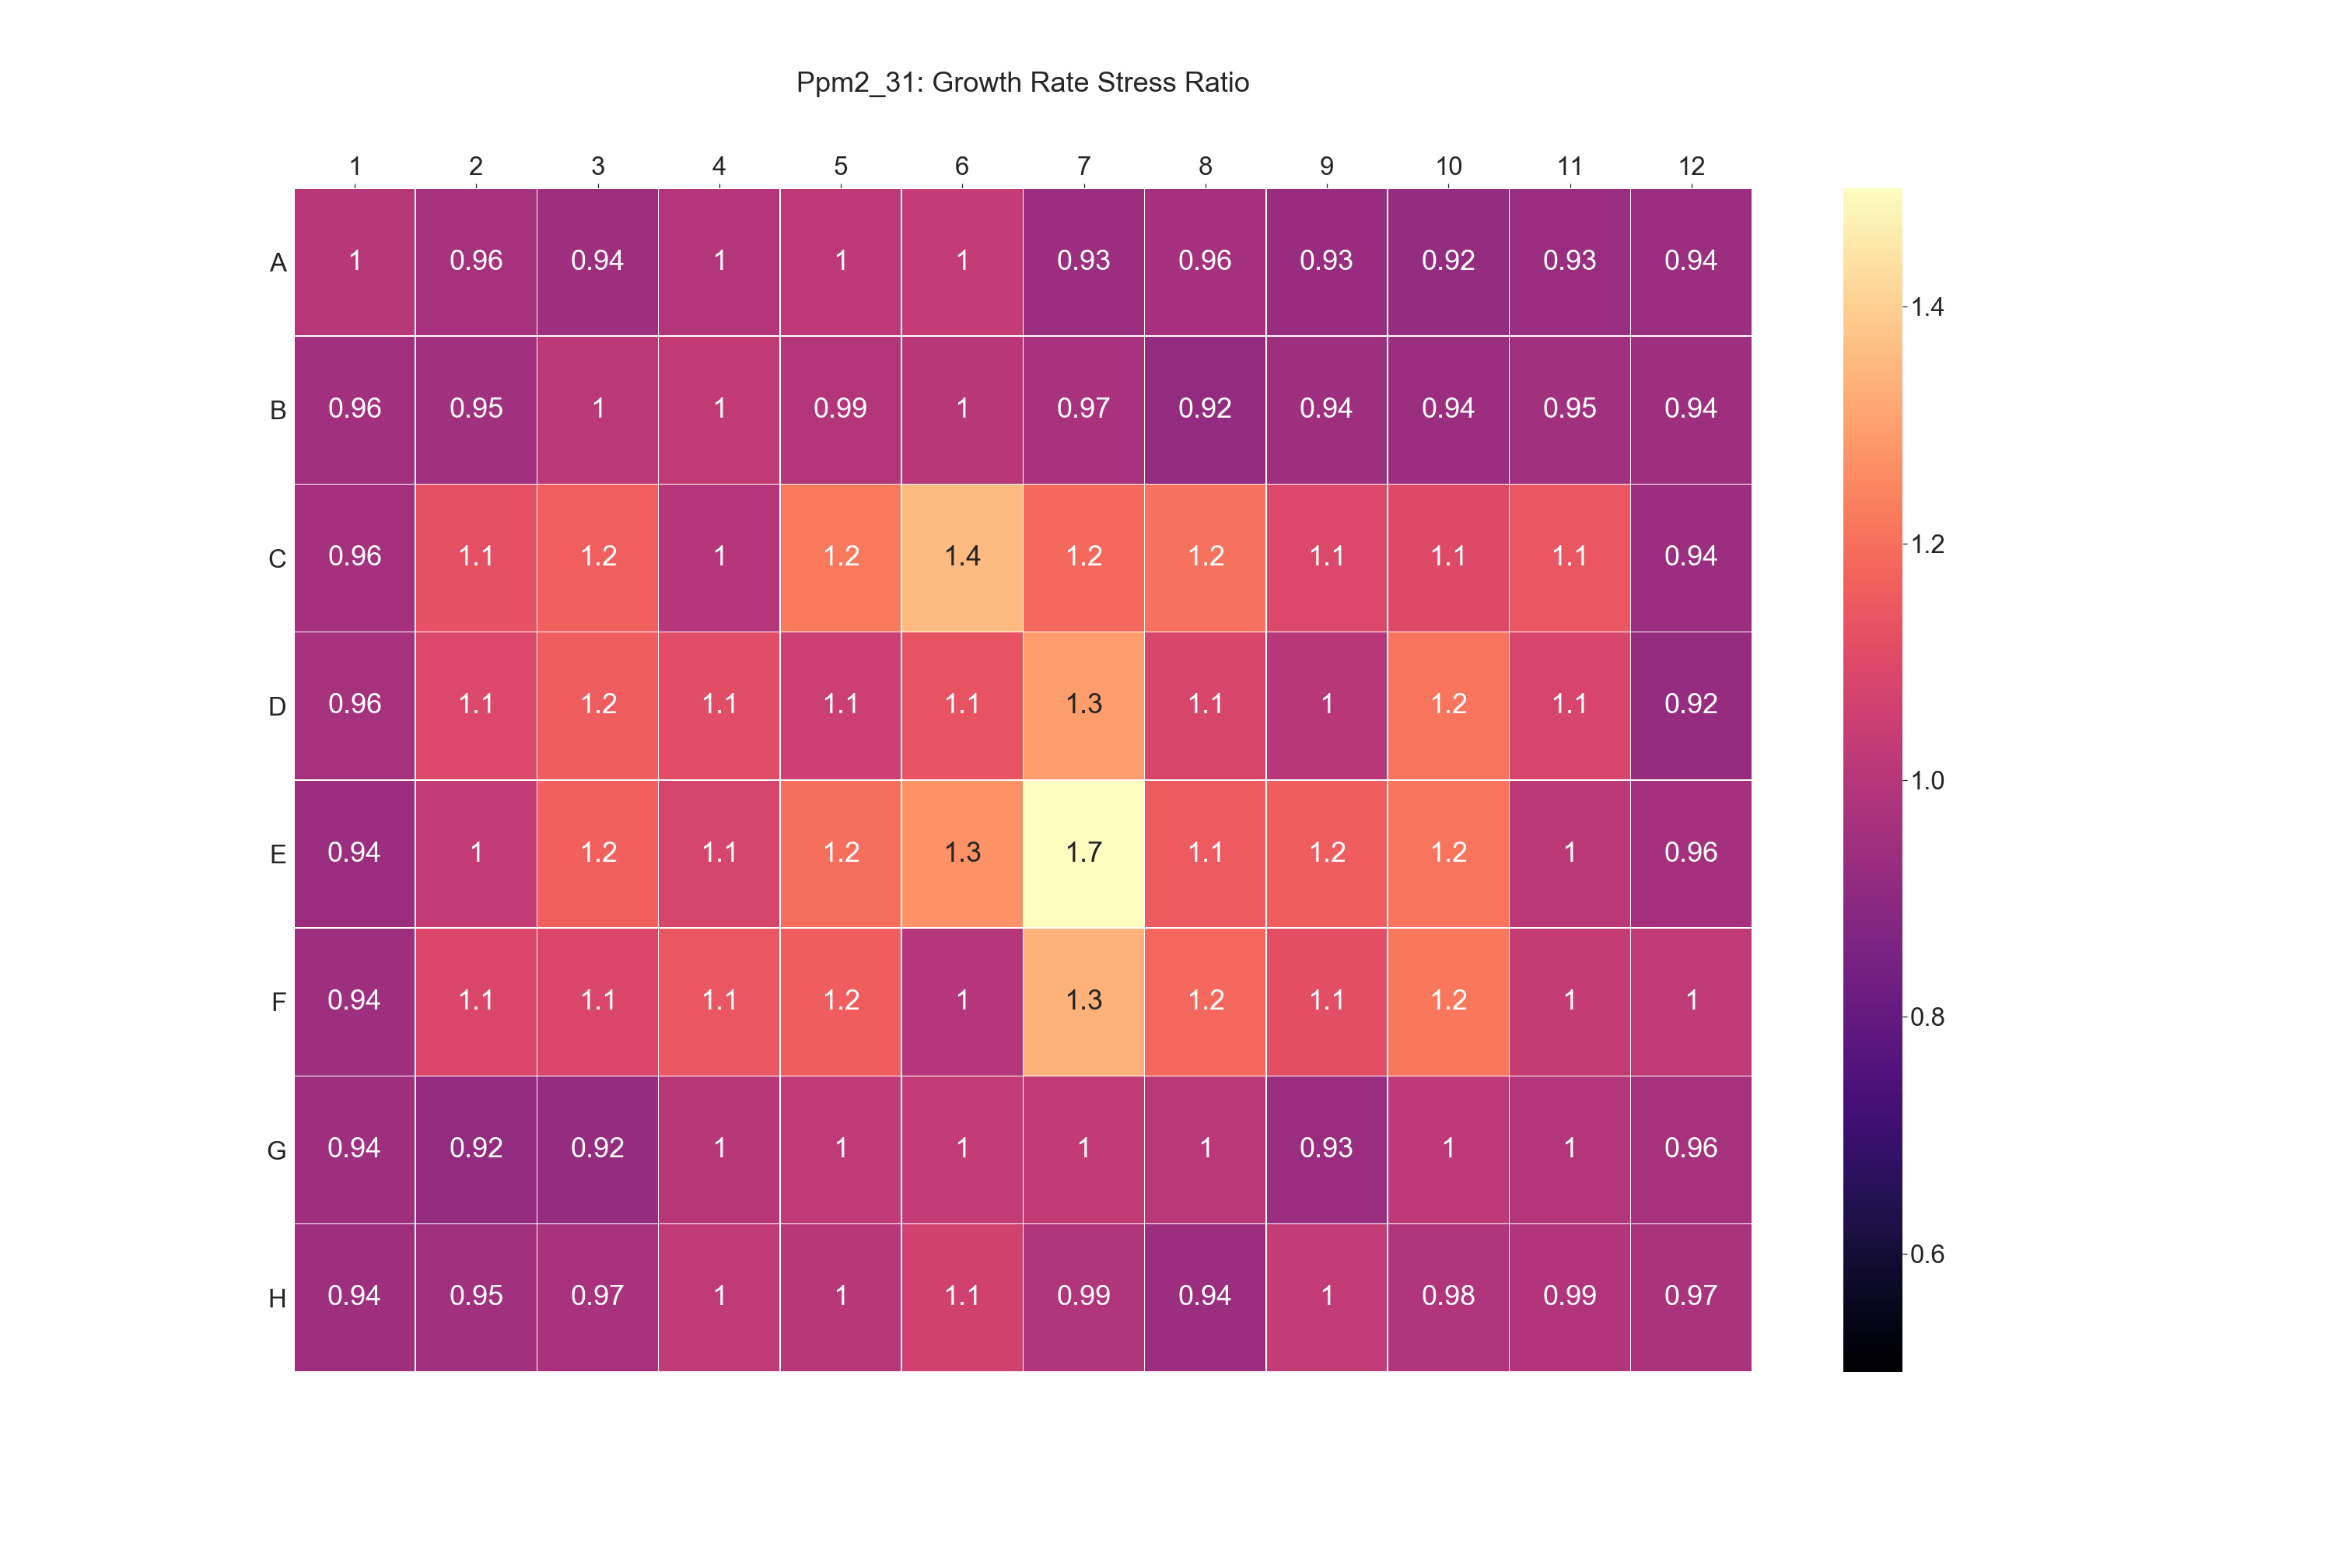 Ppm2_31: Growth Rate Stress Ratio
1 2 3 4 5 6 7 8 9 10 11 12
A 1 0.96 0.94 1 1 1 0.93 0.96 0.93 0.92 0.93 0.94
1.4
B 0.96 0.95 1 1 0.99 1 0.97 0.92 0.94 0.94 0.95 0.94
C 0.96 1.1 1.2 1 1.2 1.4 1.2 1.2 1.1 1.1 1.1 0.94
1.2
D 0.96 1.1 1.2 1.1 1.1 1.1 1.3 1.1 1 1.2 1.1 0.92
1.0
E 0.94 1 1.2 1.1 1.2 1.3 1.7 1.1 1.2 1.2 1 0.96
F 0.94 1.1 1.1 1.1 1.2 1 1.3 1.2 1.1 1.2 1 1
0.8
G 0.94 0.92 0.92 1 1 1 1 1 0.93 1 1 0.96
0.6
H 0.94 0.95 0.97 1 1 1.1 0.99 0.94 1 0.98 0.99 0.97